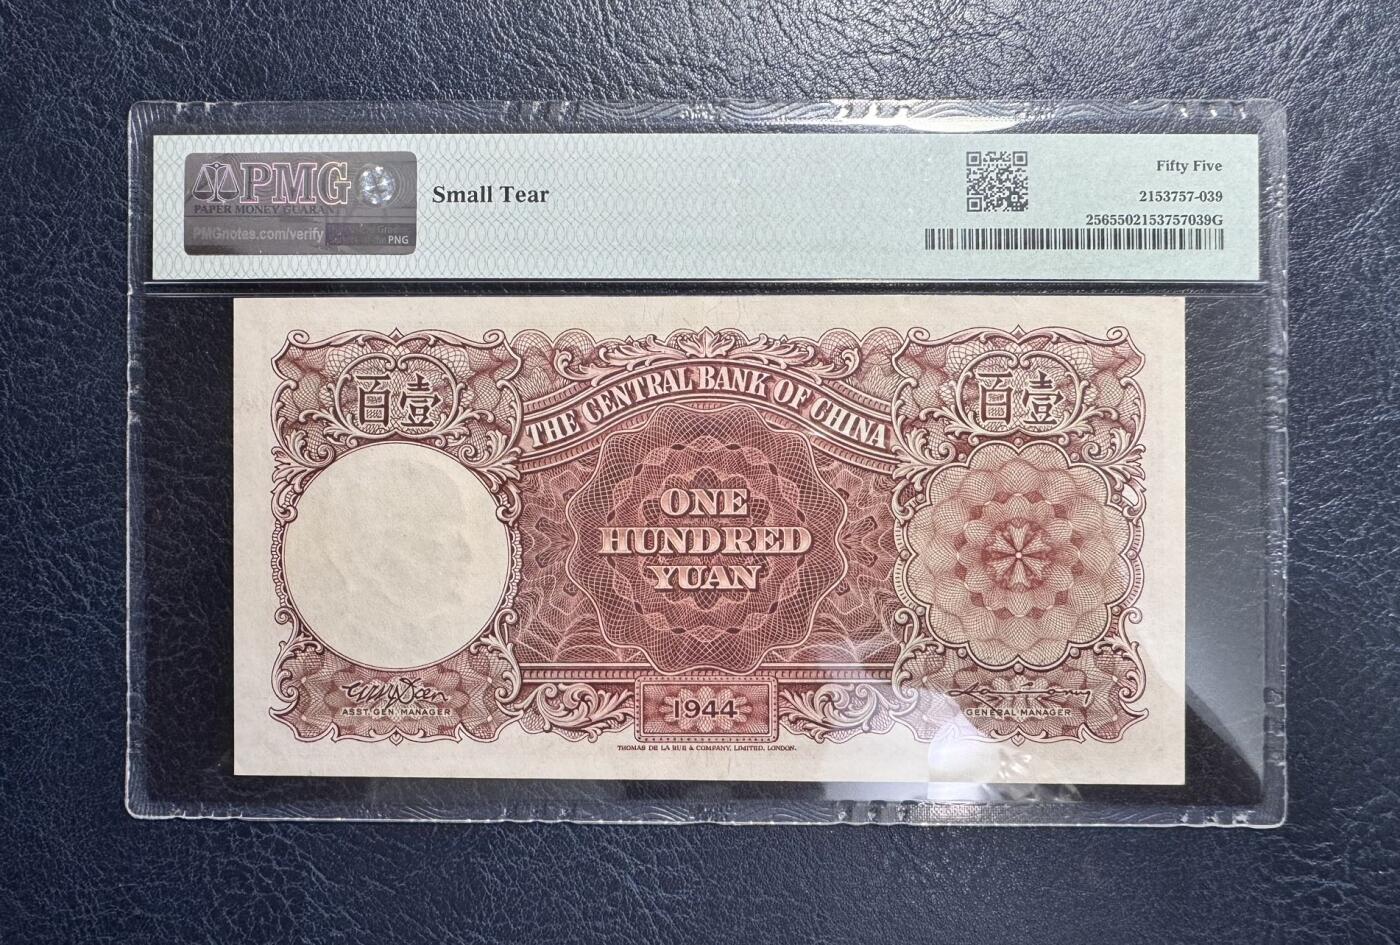 PMG
PAPER MONEY GUARAN
PMGnotes.com/verify
PNG
Small Tear
Fifty Five
2153757-039
2565502153757039G
百壹
百壹
THE CENTRAL BANK OF CHINA
ONE
HUNDRED
YUAN
ASST. GEN. MANAGER
1944
GENERAL MANAGER
THOMAS DE LA RUE & COMPANY, LIMITED, LONDON.